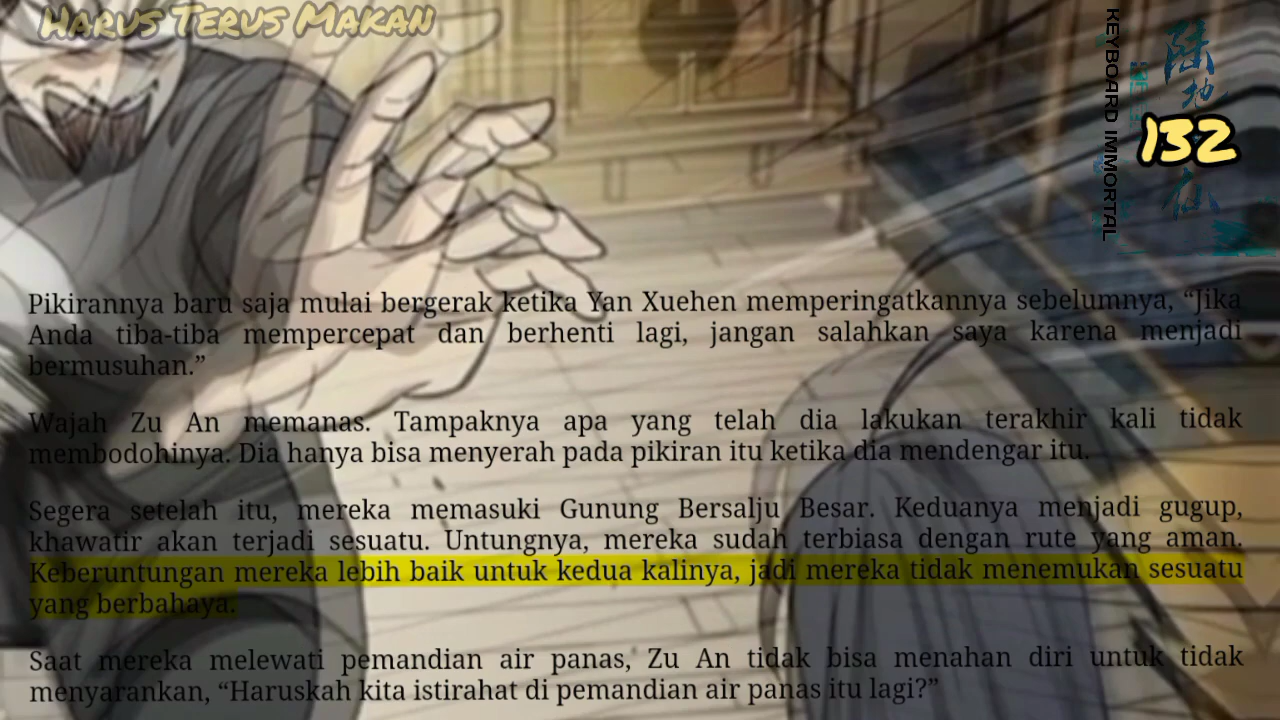 HARUS TERUS MAKAN
KEYBOARD IMMORTAL
132
Pikirannya baru saja mulai bergerak ketika Yan Xuehen memperingatkannya sebelumnya, “Jika
Anda tiba-tiba mempercepat dan berhenti lagi, jangan salahkan saya karena menjadi
bermusuhan.”
Wajah Zu An memanas. Tampaknya apa yang telah dia lakukan terakhir kali tidak
membodohinya. Dia hanya bisa menyerah pada pikiran itu ketika dia mendengar itu.
Segera setelah itu, mereka memasuki Gunung Bersalju Besar. Keduanya menjadi gugup,
khawatir akan terjadi sesuatu. Untungnya, mereka sudah terbiasa dengan rute yang aman.
Keberuntungan mereka lebih baik untuk kedua kalinya, jadi mereka tidak menemukan sesuatu
yang berbahaya.
Saat mereka melewati pemandian air panas, Zu An tidak bisa menahan diri untuk tidak
menyarankan, “Haruskah kita istirahat di pemandian air panas itu lagi?”